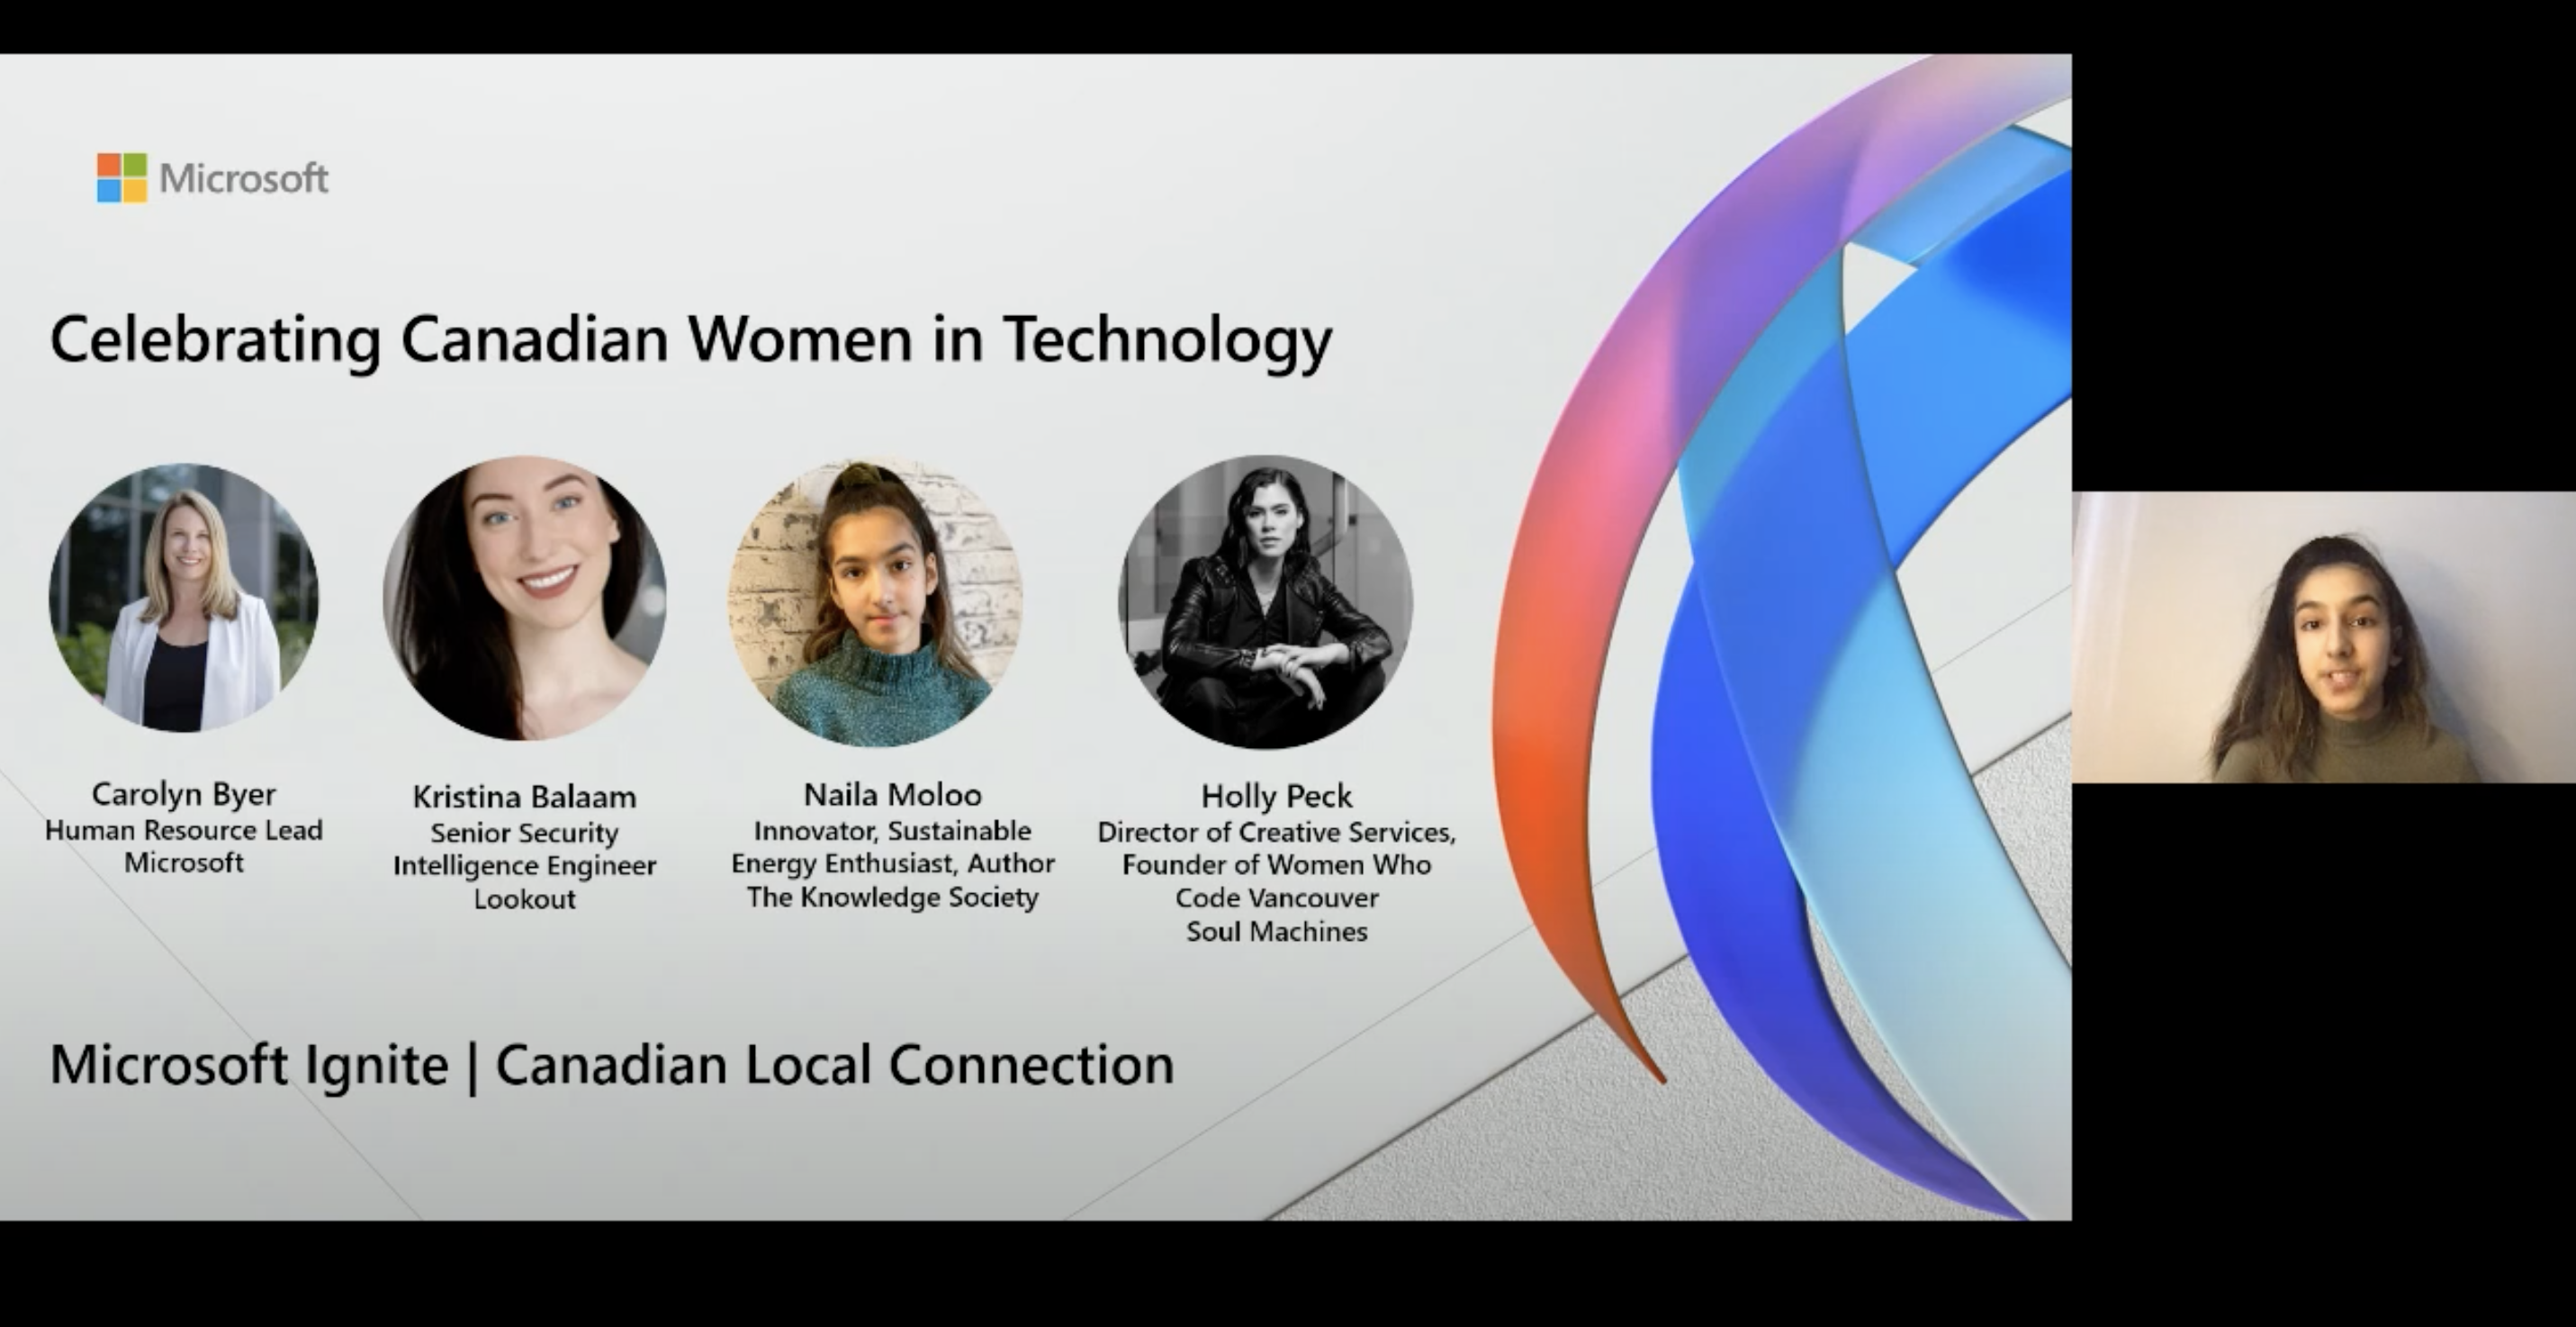 Microsoft
Celebrating Canadian Women in Technology
Carolyn Byer
Human Resource Lead
Microsoft
Kristina Balaam
Senior Security
Intelligence Engineer
Lookout
Naila Moloo
Innovator, Sustainable
Energy Enthusiast, Author
The Knowledge Society
Holly Peck
Director of Creative Services,
Founder of Women Who
Code Vancouver
Soul Machines
Microsoft Ignite | Canadian Local Connection